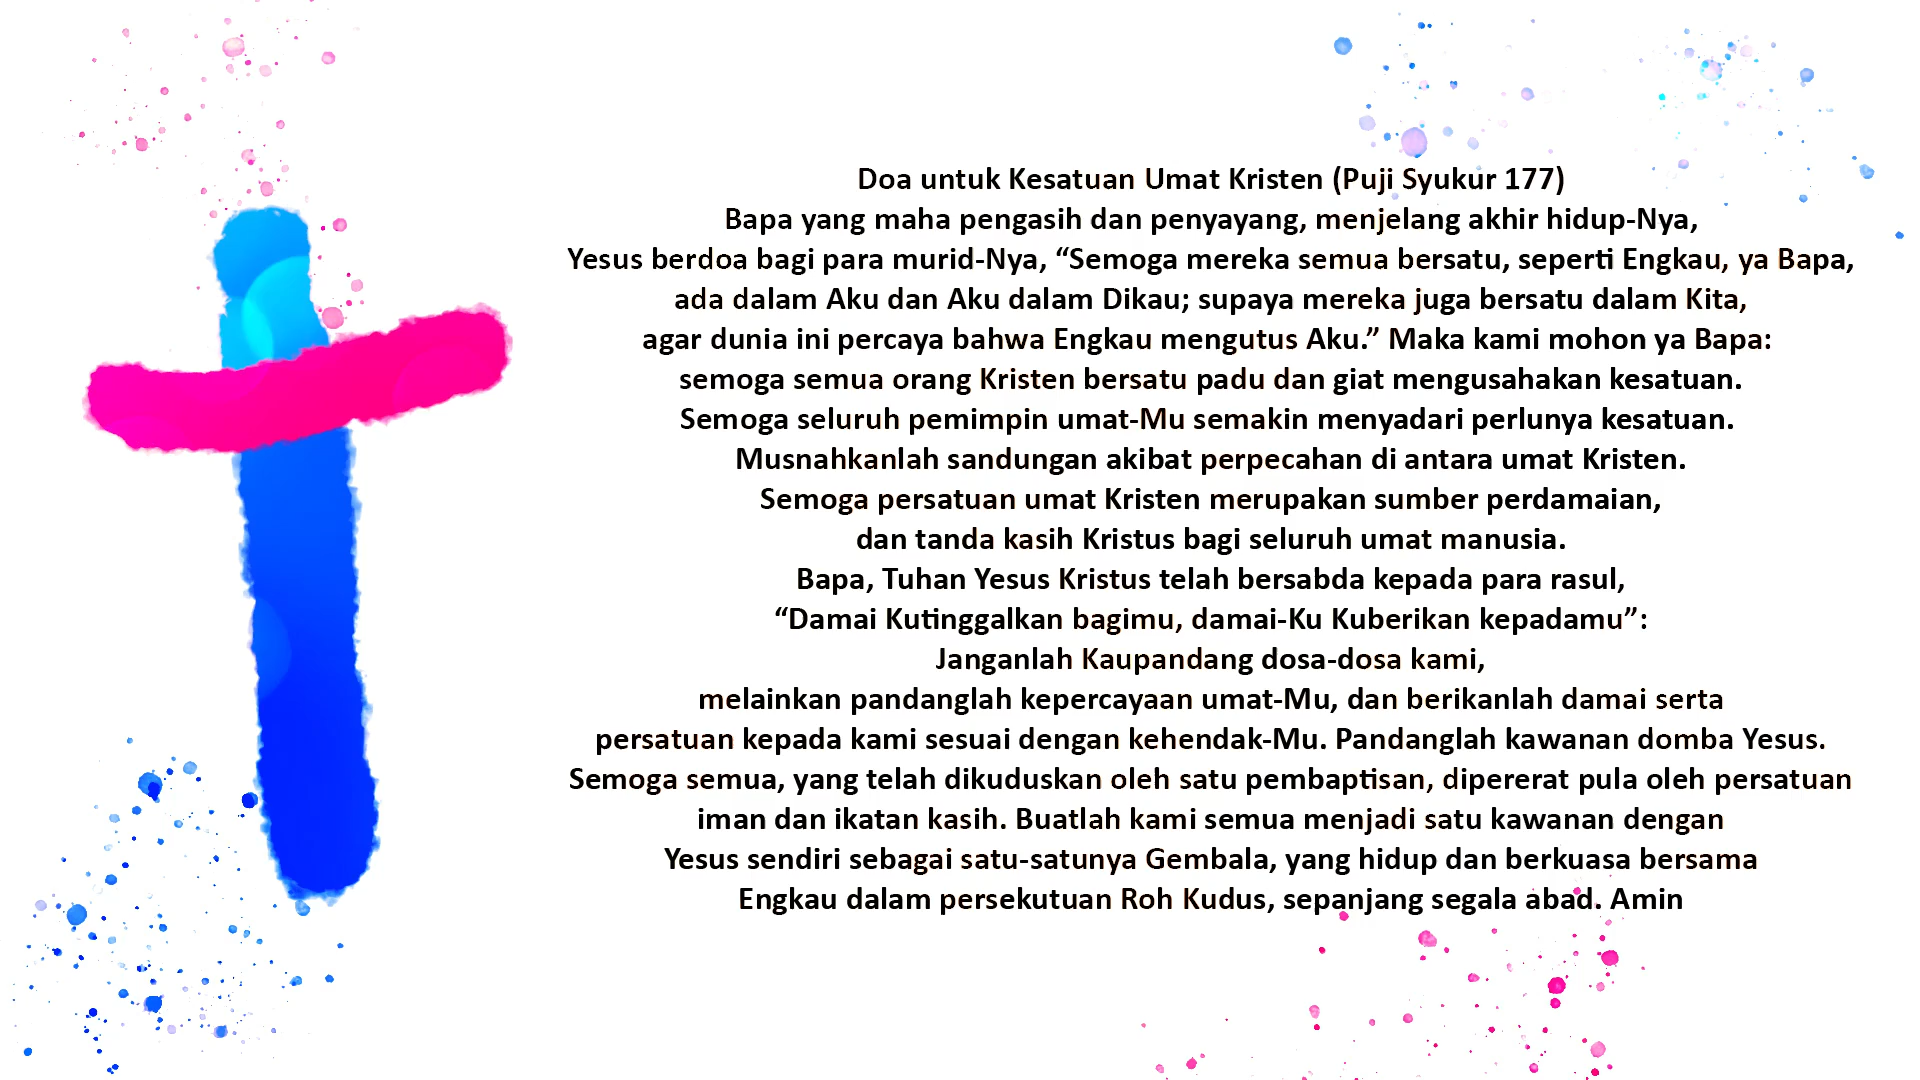 Doa untuk Kesatuan Umat Kristen (Puji Syukur 177)
Bapa yang maha pengasih dan penyayang, menjelang akhir hidup-Nya,
Yesus berdoa bagi para murid-Nya, “Semoga mereka semua bersatu, seperti Engkau, ya Bapa,
ada dalam Aku dan Aku dalam Dikau; supaya mereka juga bersatu dalam Kita,
agar dunia ini percaya bahwa Engkau mengutus Aku.” Maka kami mohon ya Bapa:
semoga semua orang Kristen bersatu padu dan giat mengusahakan kesatuan.
Semoga seluruh pemimpin umat-Mu semakin menyadari perlunya kesatuan.
Musnahkanlah sandungan akibat perpecahan di antara umat Kristen.
Semoga persatuan umat Kristen merupakan sumber perdamaian,
dan tanda kasih Kristus bagi seluruh umat manusia.
Bapa, Tuhan Yesus Kristus telah bersabda kepada para rasul,
“Damai Kutinggalkan bagimu, damai-Ku Kuberikan kepadamu”:
Janganlah Kaupandang dosa-dosa kami,
melainkan pandanglah kepercayaan umat-Mu, dan berikanlah damai serta
persatuan kepada kami sesuai dengan kehendak-Mu. Pandanglah kawanan domba Yesus.
Semoga semua, yang telah dikuduskan oleh satu pembaptisan, dipererat pula oleh persatuan
iman dan ikatan kasih. Buatlah kami semua menjadi satu kawanan dengan
Yesus sendiri sebagai satu-satunya Gembala, yang hidup dan berkuasa bersama
Engkau dalam persekutuan Roh Kudus, sepanjang segala abad. Amin